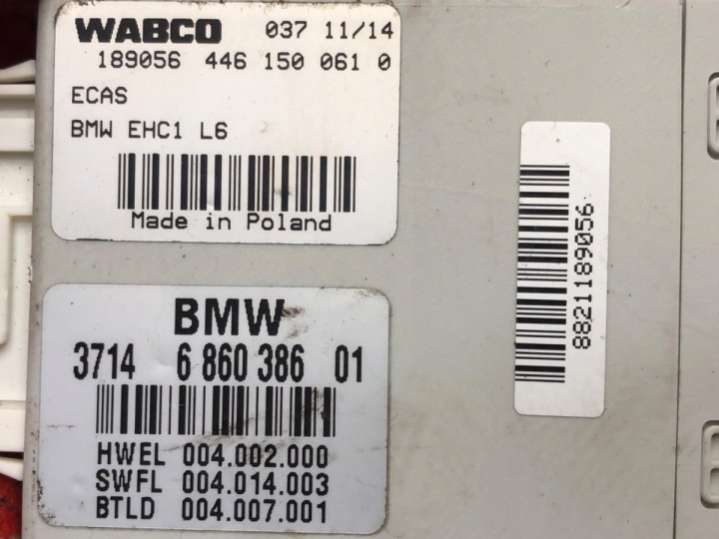 WABCO 037 11/14
189056 446 150 061 0
ECAS
BMW EHC1 L6
Made in Poland
BMW
3714 6 860 386 01
HWEL 004.002.000
SWFL 004.014.003
BTLD 004.007.001
88211189056